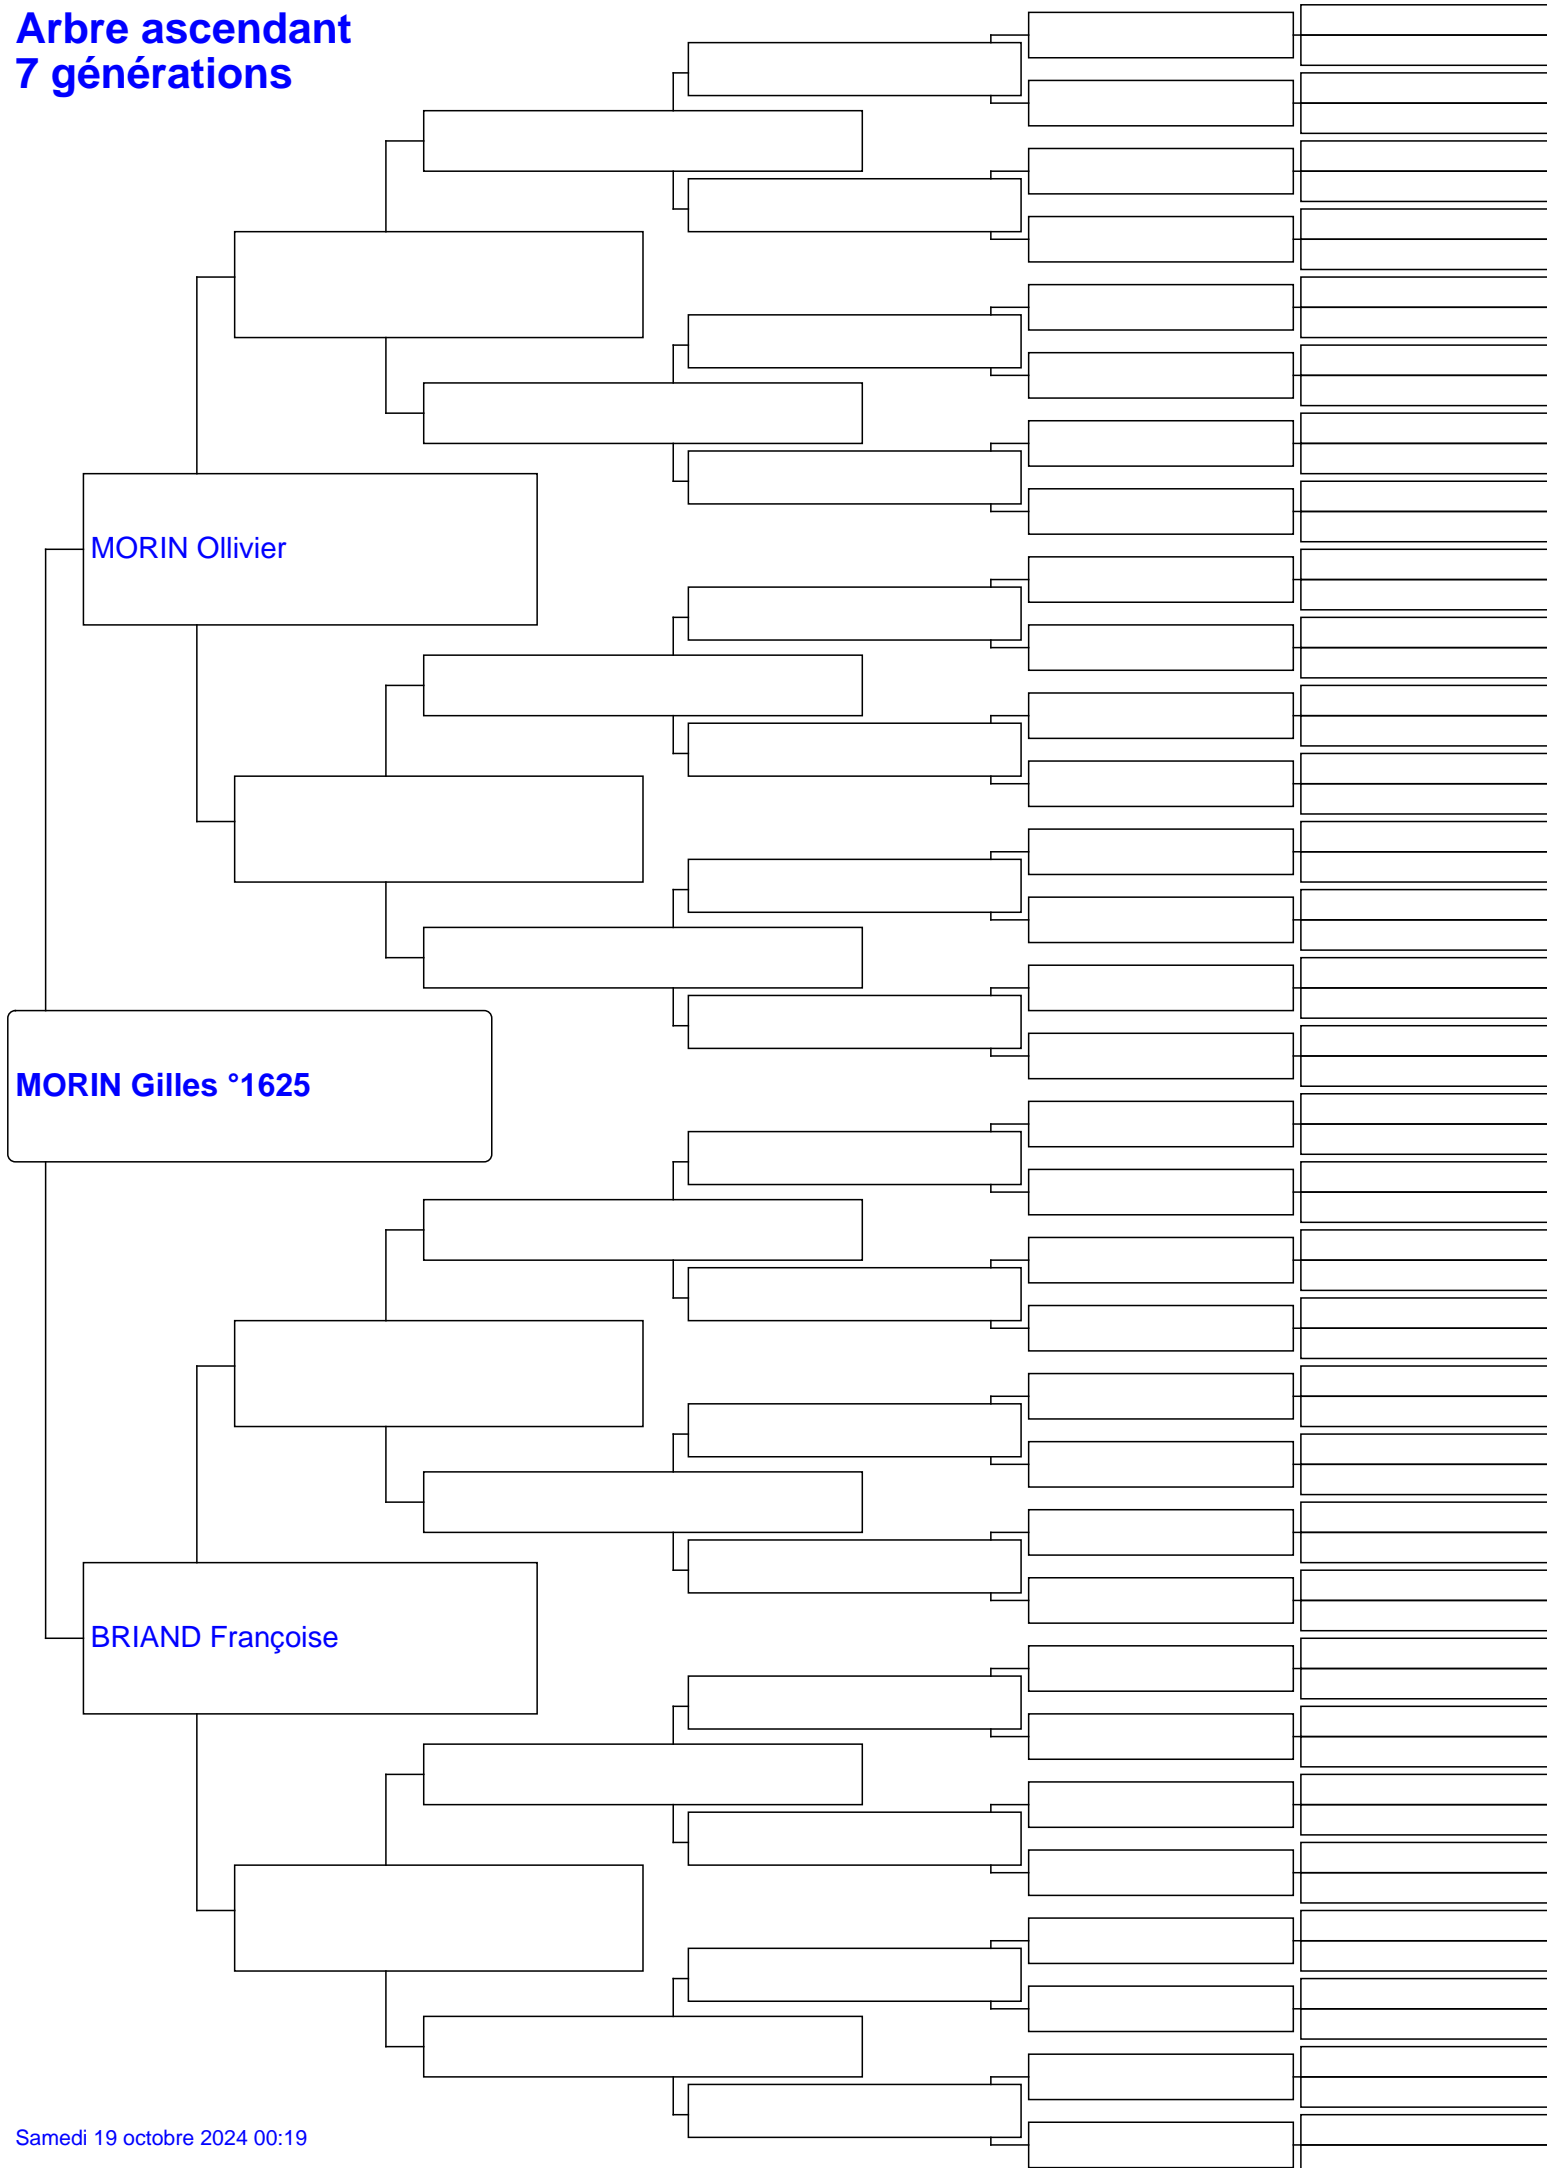 Arbre ascendant
7 générations
MORIN Ollivier
MORIN Gilles °1625
BRIAND Françoise
Samedi 19 octobre 2024 00:19